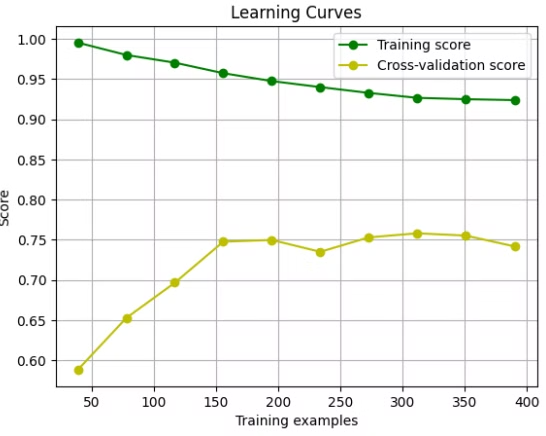 Learning Curves
Training score
Cross-validation score
1.00
0.95
0.90
0.85
0.80
0.75
0.70
0.65
0.60
Score
50 100 150 200 250 300 350 400
Training examples